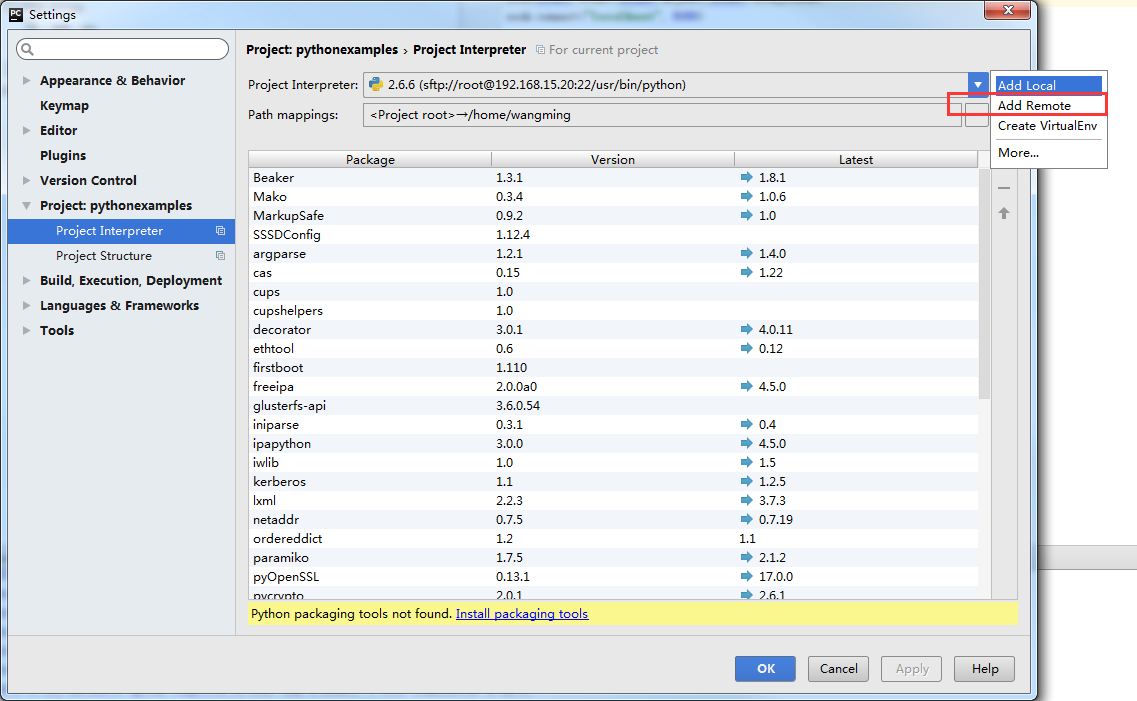 Settings
Project: pythonexamples › Project Interpreter For current project
Appearance & Behavior
Keymap
Editor
Plugins
Version Control
Project: pythonexamples
Project Interpreter
Project Structure
Build, Execution, Deployment
Languages & Frameworks
Tools
Project Interpreter: 2.6.6 (sftp://root@192.168.15.20:22/usr/bin/python)
Path mappings: <Project root>→/home/wangming
Add Local
Add Remote
Create VirtualEnv
More...
Package Version Latest
Beaker 1.3.1 1.8.1
Mako 0.3.4 1.0.6
MarkupSafe 0.9.2 1.0
SSSDConfig 1.12.4
argparse 1.2.1 1.4.0
cas 0.15 1.22
cups 1.0
cupshelpers 1.0
decorator 3.0.1 4.0.11
ethtool 0.6 0.12
firstboot 1.110
freeipa 2.0.0a0 4.5.0
glusterfs-api 3.6.0.54
iniparse 0.3.1 0.4
ipapython 3.0.0 4.5.0
iwlib 1.0 1.5
kerberos 1.1 1.2.5
lxml 2.2.3 3.7.3
netaddr 0.7.5 0.7.19
ordereddict 1.2 1.1
paramiko 1.7.5 2.1.2
pyOpenSSL 0.13.1 17.0.0
pycrypto 2.0.1 2.6.1
Python packaging tools not found. Install packaging tools
OK Cancel Apply Help